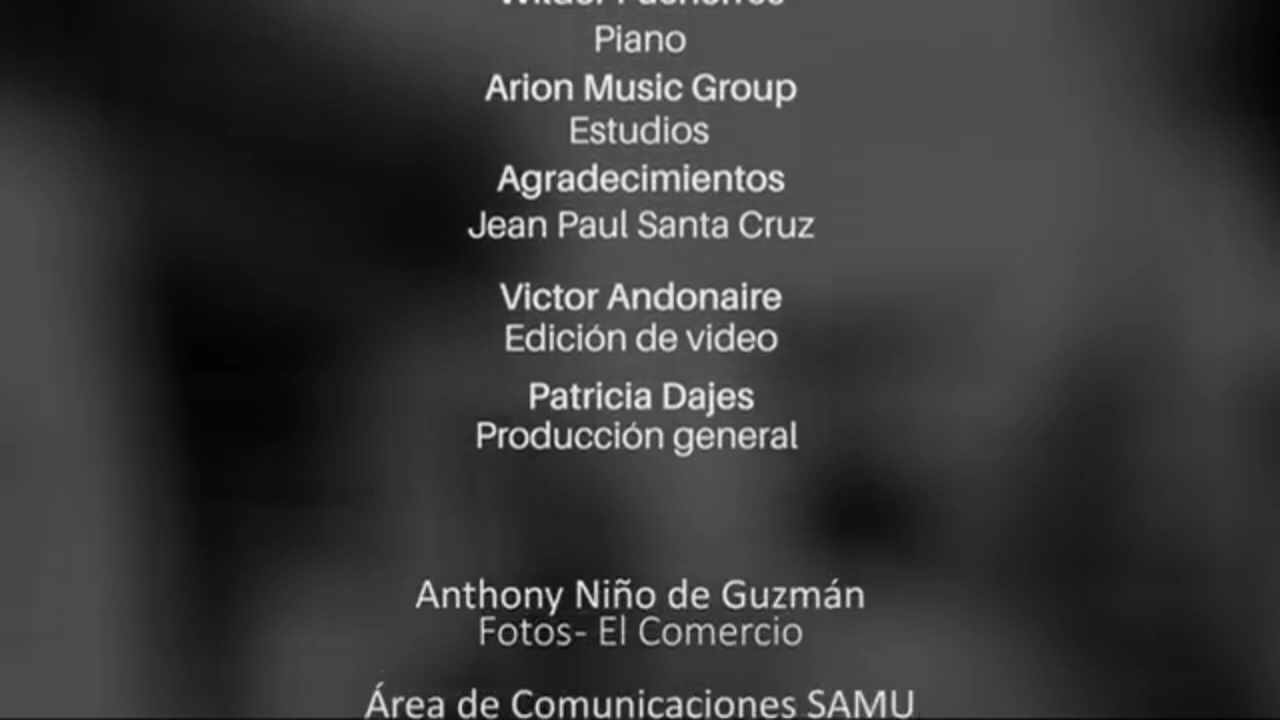 Piano
Arion Music Group
Estudios
Agradecimientos
Jean Paul Santa Cruz
Victor Andonaire
Edición de video
Patricia Dajes
Producción general
Anthony Niño de Guzmán
Fotos- El Comercio
Área de Comunicaciones SAMU